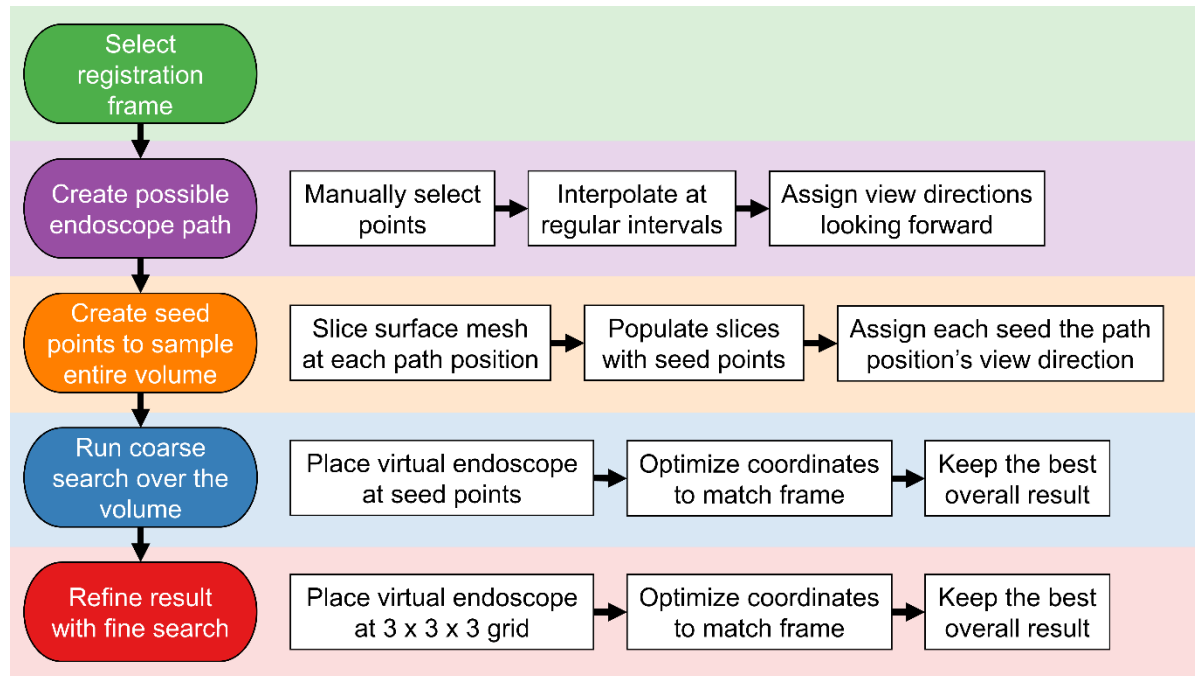 Select
registration
frame
Create possible
endoscope path
Manually select
points
Interpolate at
regular intervals
Assign view directions
looking forward
Create seed
points to sample
entire volume
Slice surface mesh
at each path position
Populate slices
with seed points
Assign each seed the path
position’s view direction
Run coarse
search over the
volume
Place virtual endoscope
at seed points
Optimize coordinates
to match frame
Keep the best
overall result
Refine result
with fine search
Place virtual endoscope
at 3 x 3 x 3 grid
Optimize coordinates
to match frame
Keep the best
overall result